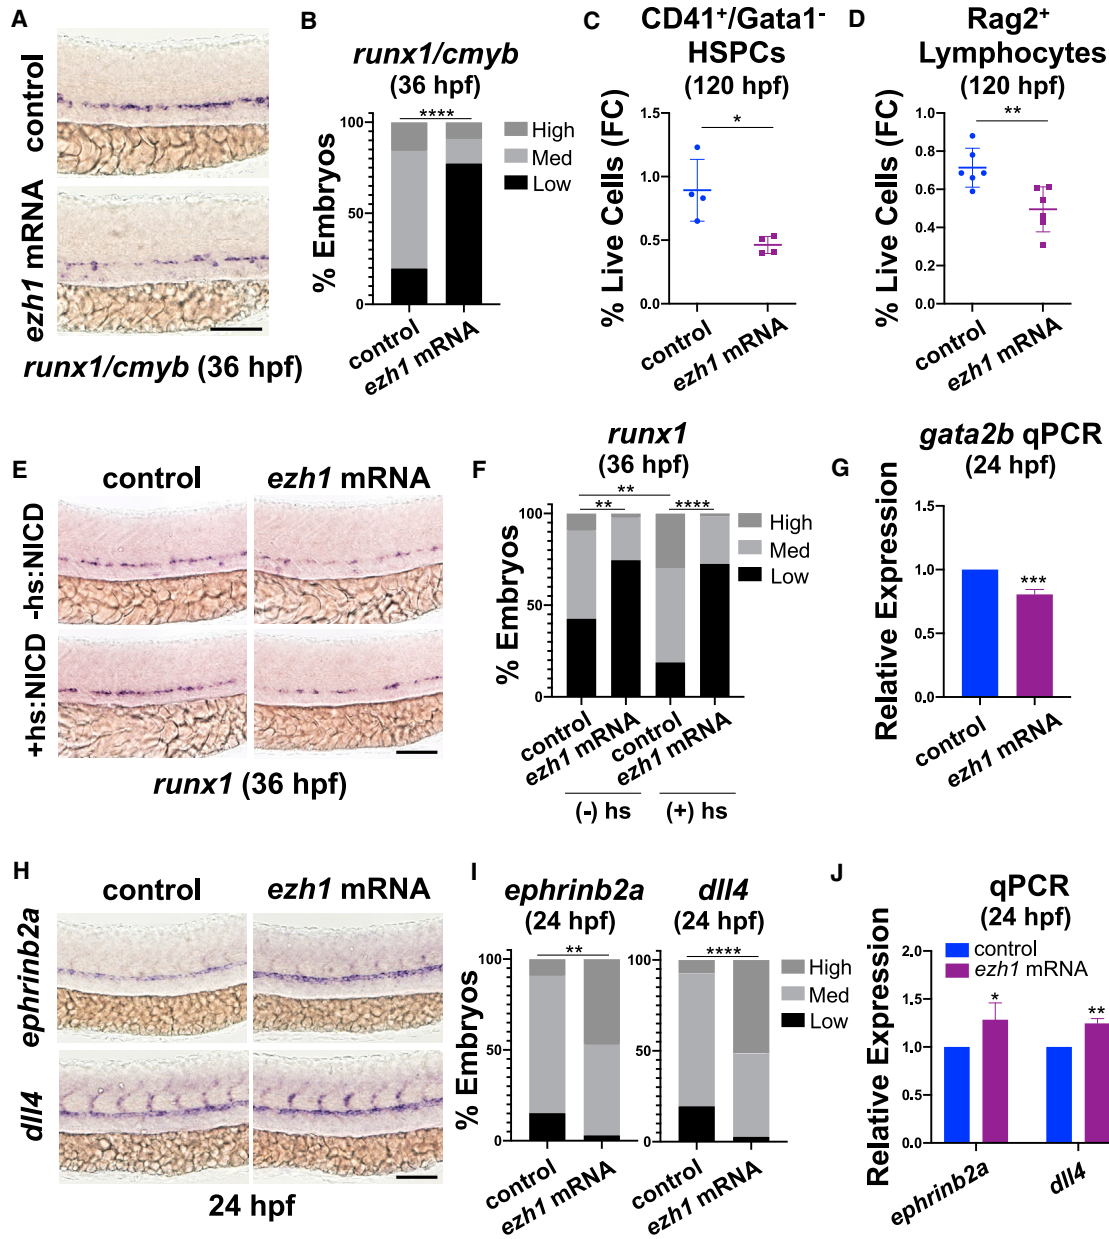 A
control
ezh1 mRNA
runx1/cmyb (36 hpf)
B
runx1/cmyb
(36 hpf)
****
% Embryos
100
50
0
High
Med
Low
control
ezh1 mRNA
C
CD41+/Gata1-
HSPCs
(120 hpf)
*
% Live Cells (FC)
1.5
1.0
0.5
0.0
control
ezh1 mRNA
D
Rag2+
Lymphocytes
(120 hpf)
**
% Live Cells (FC)
1.0
0.8
0.6
0.4
0.2
0.0
control
ezh1 mRNA
E
control
ezh1 mRNA
-hs:NICD
+hs:NICD
runx1 (36 hpf)
F
runx1
(36 hpf)
**
** ****
% Embryos
100
50
0
High
Med
Low
control
ezh1 mRNA
control
ezh1 mRNA
(-) hs (+) hs
G
gata2b qPCR
(24 hpf)
Relative Expression
1.5
1.0
0.5
0.0
***
control
ezh1 mRNA
H
control
ezh1 mRNA
ephrinb2a
dll4
24 hpf
I
ephrinb2a
(24 hpf)
**
% Embryos
100
50
0
control
ezh1 mRNA
dll4
(24 hpf)
****
100
50
0
High
Med
Low
control
ezh1 mRNA
J
qPCR
(24 hpf)
control
ezh1 mRNA
Relative Expression
2.0
1.5
1.0
0.5
0.0
*
**
ephrinb2a
dll4